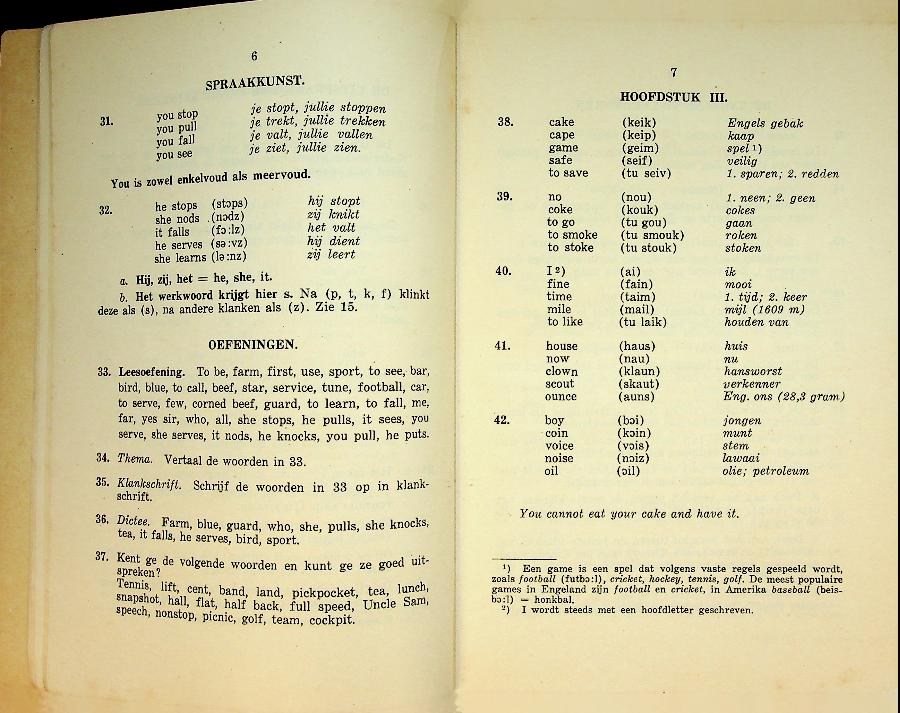 6
SPRAAKKUNST.
31. you stop je stopt, jullie stoppen
you pull je trekt, jullie trekken
you fall je valt, jullie vallen
you see je ziet, jullie zien.
You is zowel enkelvoud als meervoud.
32. he stops (stɔps) hij stopt
she nods (nɔdz) zij knikt
it falls (fɔ:lz) het valt
he serves (sə:vz) hij dient
she learns (lə:nz) zij leert
a. Hij, zij, het = he, she, it.
b. Het werkwoord krijgt hier s. Na (p, t, k, f) klinkt
deze als (s), na andere klanken als (z). Zie 15.
OEFENINGEN.
33. Leesoefening. To be, farm, first, use, sport, to see, bar,
bird, blue, to call, beef, star, service, tune, football, car,
to serve, few, corned beef, guard, to learn, to fall, me,
far, yes sir, who, all, she stops, he pulls, it sees, you
serve, she serves, it nods, he knocks, you pull, he puts.
34. Thema. Vertaal de woorden in 33.
35. Klankschrift. Schrijf de woorden in 33 op in klank-
schrift.
36. Dictee. Farm, blue, guard, who, she, pulls, she knocks,
tea, it falls, he serves, bird, sport.
37. Kent ge de volgende woorden en kunt ge ze goed uit-
spreken?
Tennis, lift, cent, band, land, pickpocket, tea, lunch,
snapshot, hall, flat, half back, full speed, Uncle Sam,
speech, nonstop, picnic, golf, team, cockpit.
7
HOOFDSTUK III.
38. cake (keik) Engels gebak
cape (keip) kaap
game (geim) spel ¹)
safe (seif) veilig
to save (tu seiv) 1. sparen; 2. redden
39. no (nou) 1. neen; 2. geen
coke (kouk) cokes
to go (tu gou) gaan
to smoke (tu smouk) roken
to stoke (tu stouk) stoken
40. I ²) (ai) ik
fine (fain) mooi
time (taim) 1. tijd; 2. keer
mile (mail) mijl (1609 m)
to like (tu laik) houden van
41. house (haus) huis
now (nau) nu
clown (klaun) hansworst
scout (skaut) verkenner
ounce (auns) Eng. ons (28,3 gram)
42. boy (bɔi) jongen
coin (kɔin) munt
voice (vɔis) stem
noise (nɔiz) lawaai
oil (ɔil) olie; petroleum
You cannot eat your cake and have it.
¹) Een game is een spel dat volgens vaste regels gespeeld wordt,
zoals football (futbɔ:l), cricket, hockey, tennis, golf. De meest populaire
games in Engeland zijn football en cricket, in Amerika baseball (beis-
bɔ:l) = honkbal.
²) I wordt steeds met een hoofdletter geschreven.